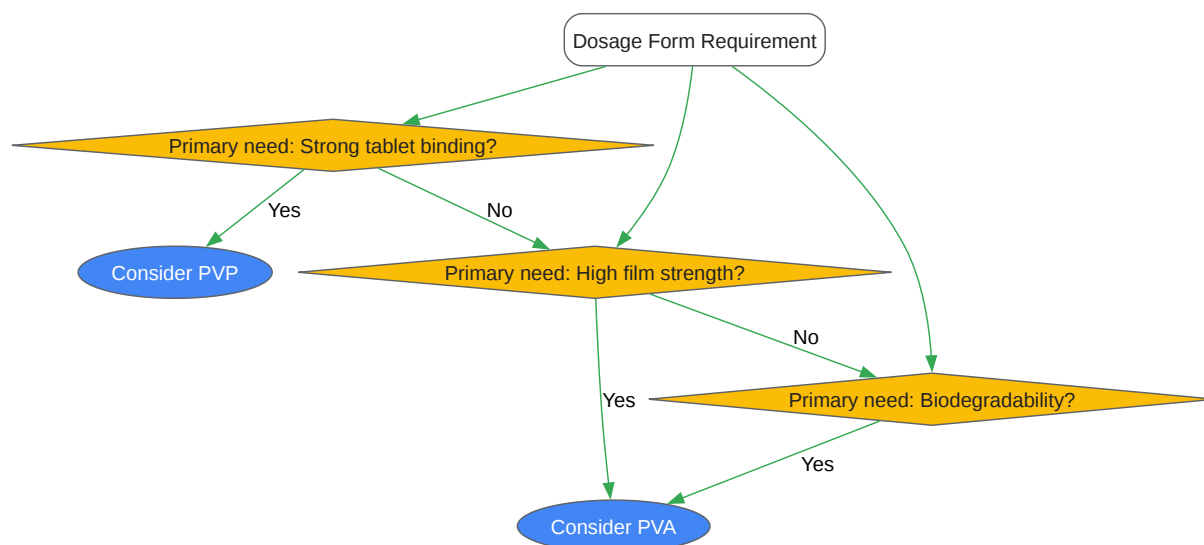 Dosage Form Requirement
Primary need: Strong tablet binding?
Yes
No
Consider PVP
Primary need: High film strength?
No
Yes
Primary need: Biodegradability?
Yes
Consider PVA